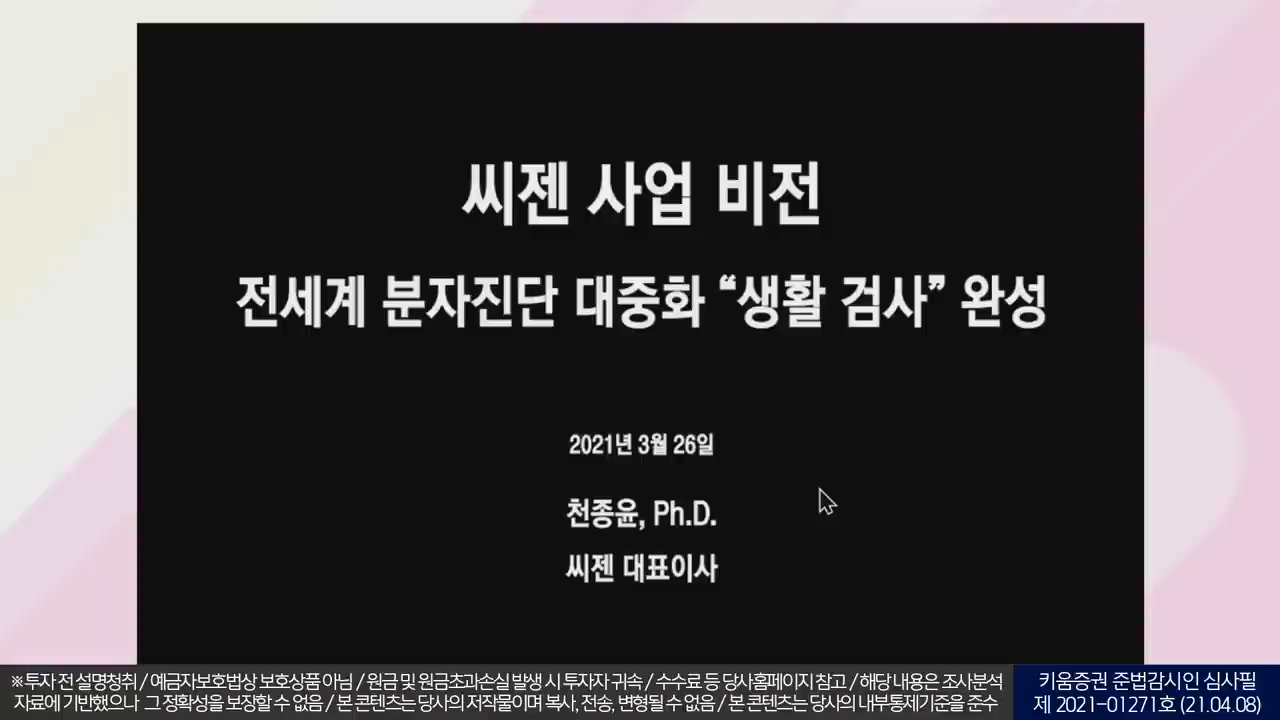 씨젠 사업 비전
전세계 분자진단 대중화 “생활 검사” 완성
2021년 3월 26일
천종윤, Ph.D.
씨젠 대표이사
※투자 전 설명청취 / 예금자보호법상 보호상품 아님 / 원금 및 원금초과손실 발생 시 투자자 귀속 / 수수료 등 당사홈페이지 참고 / 해당 내용은 조사분석
자료에 기반했으나 그 정확성을 보장할 수 없음 / 본 콘텐츠는 당사의 저작물이며 복사, 전송, 변형될 수 없음 / 본 콘텐츠는 당사의 내부통제기준을 준수
키움증권 준법감시인 심사필
제 2021-01271호 (21.04.08)